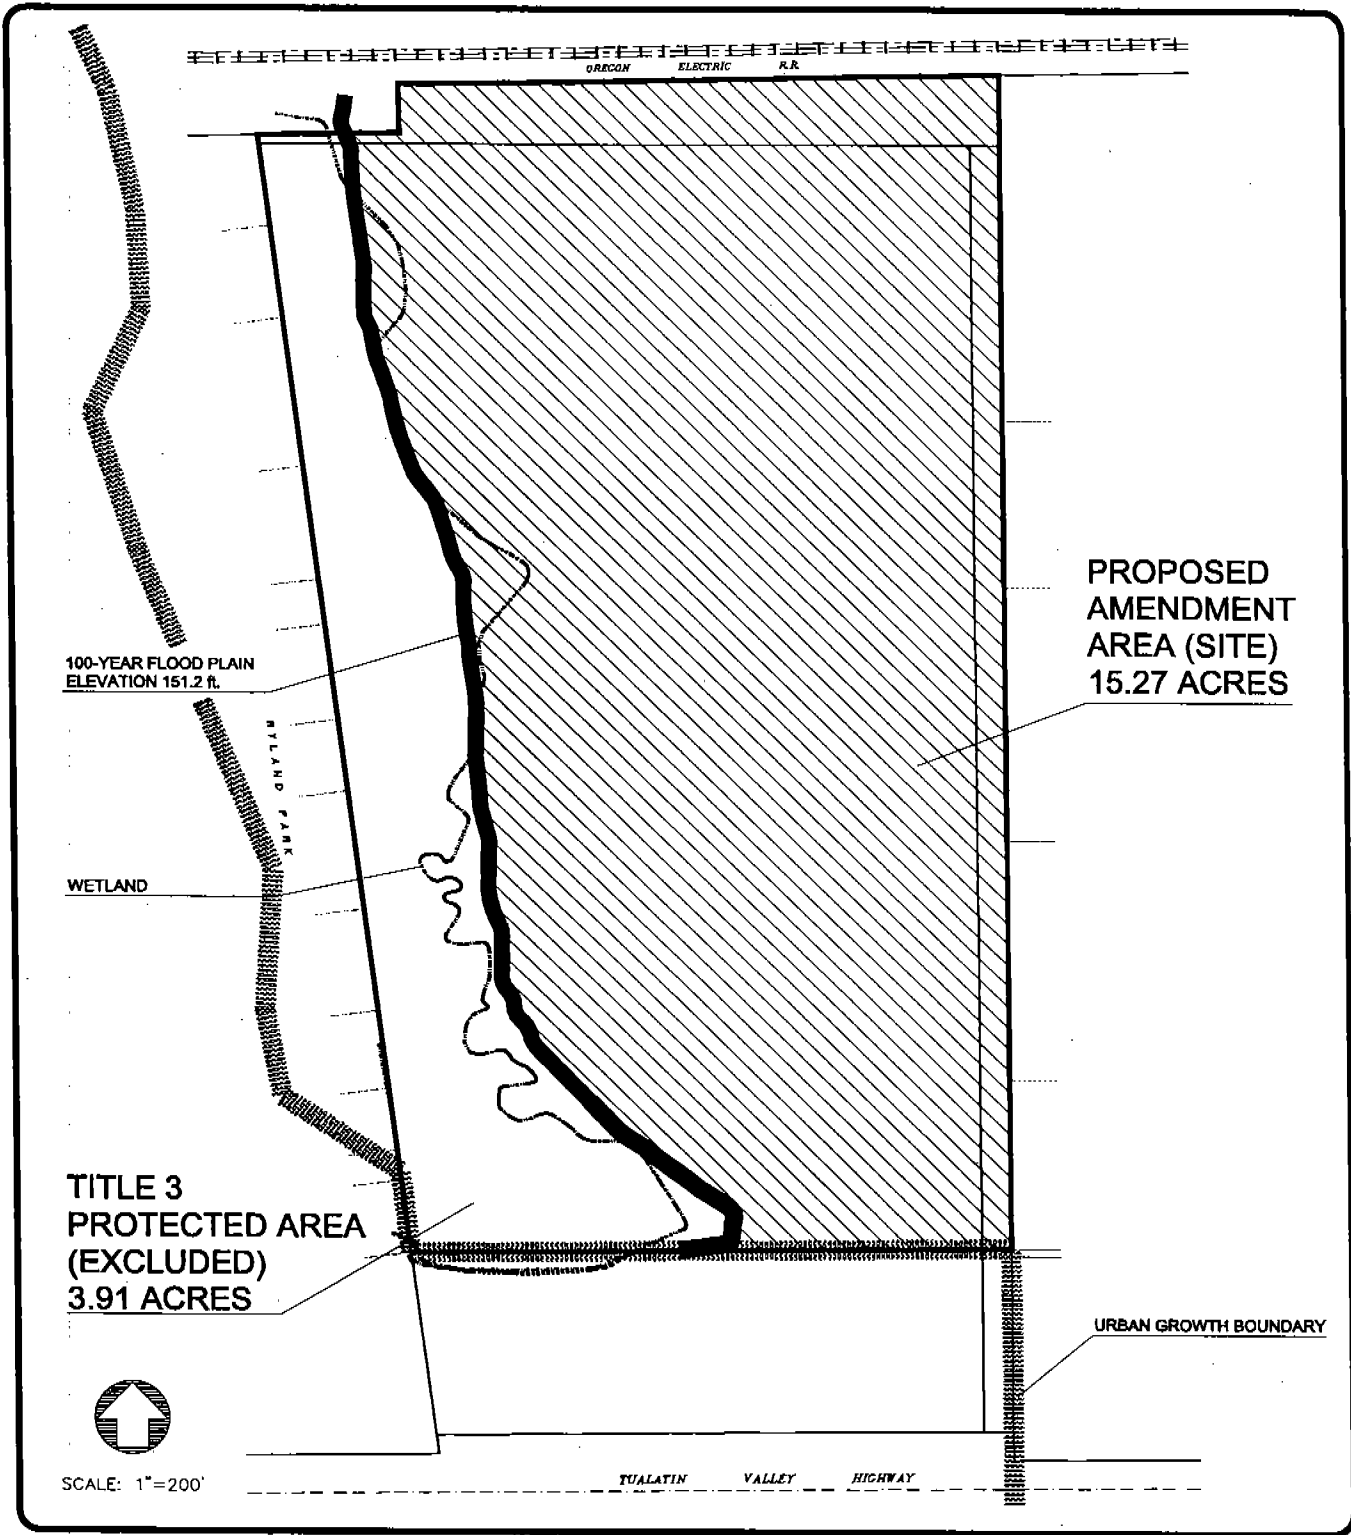 OREGON ELECTRIC R.R.
PROPOSED
AMENDMENT
AREA (SITE)
15.27 ACRES
100-YEAR FLOOD PLAIN
ELEVATION 151.2 ft.
RYLAND PARK
WETLAND
TITLE 3
PROTECTED AREA
(EXCLUDED)
3.91 ACRES
URBAN GROWTH BOUNDARY
SCALE: 1"=200'
TUALATIN VALLEY HIGHWAY